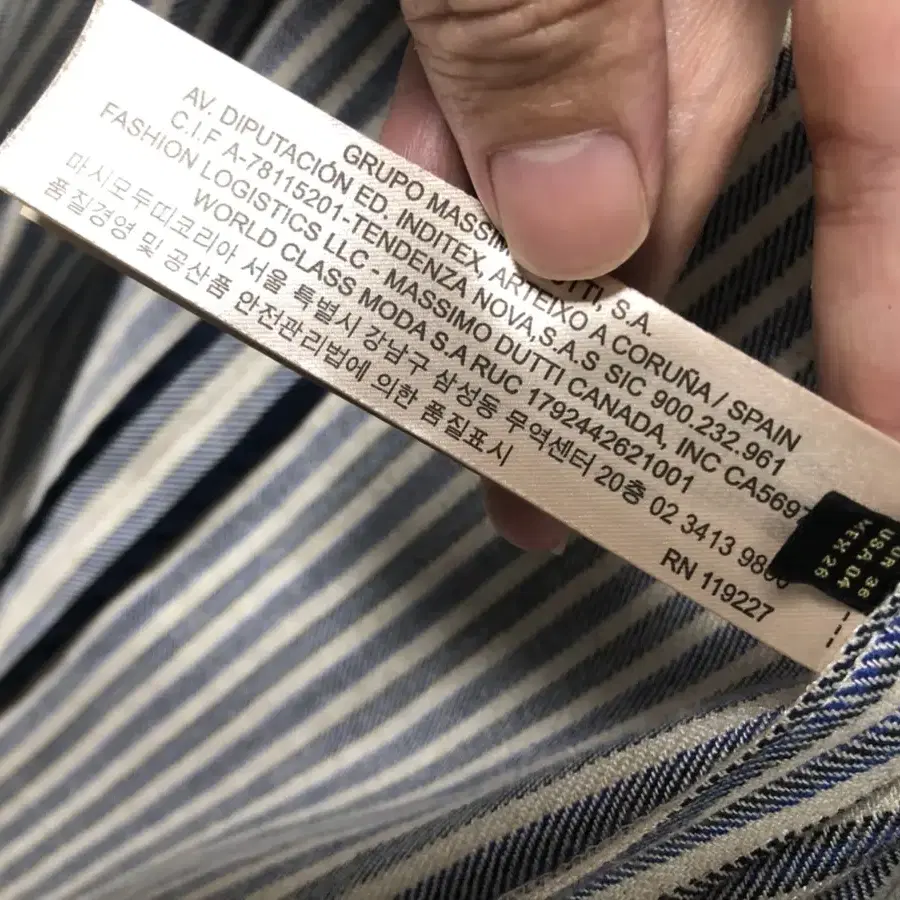 GRUPO MASSIMO DUTTI, S.A.
AV. DIPUTACIÓN ED. INDITEX, ARTEIXO A CORUÑA / SPAIN
C.I.F A-78115201-TENDENZA NOVA,S.A.S SIC 900.232.961
FASHION LOGISTICS LLC - MASSIMO DUTTI CANADA, INC CA5697
WORLD CLASS MODA S.A RUC 1792442621001
마시모두띠코리아 서울 특별시 강남구 삼성동 무역센터 20층 02 3413 98
품질경영 및 공산품 안전관리법에 의한 품질표시
RN 119227
EUR 36
USA 04
MEX 26